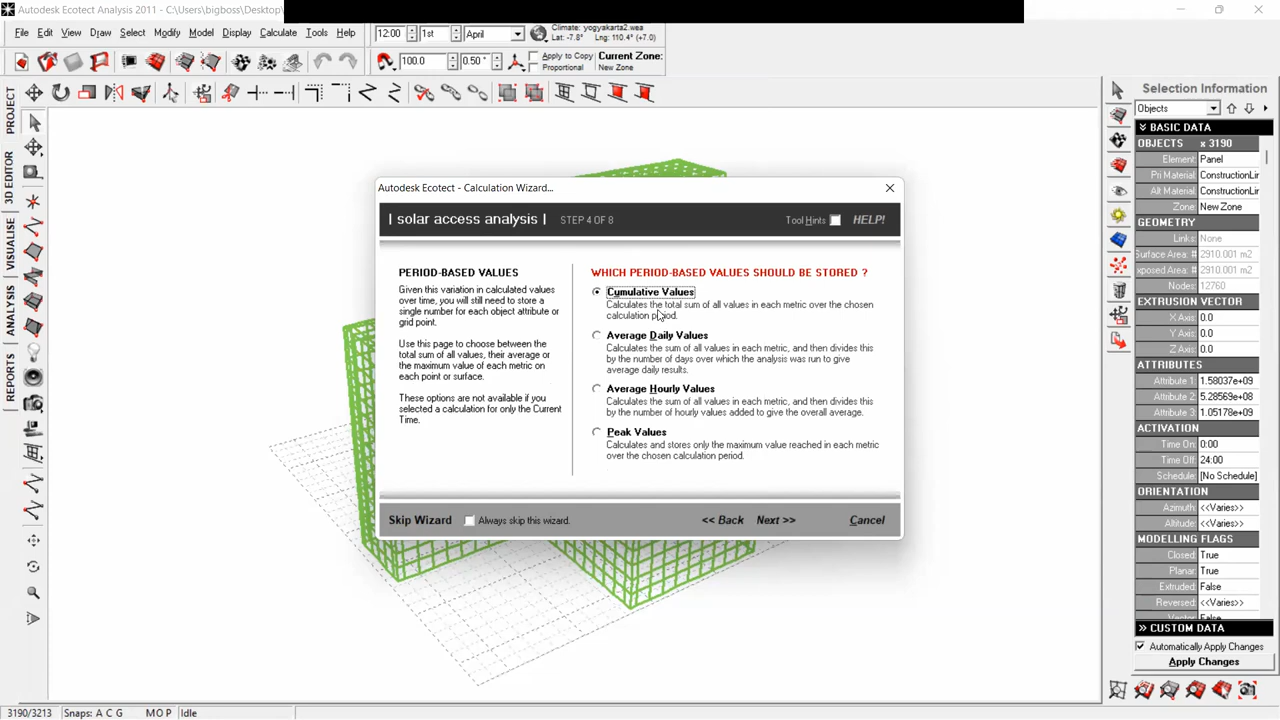 Autodesk Ecotect Analysis 2011 - C:\Users\bigboss\Desktop\
File Edit View Draw Select Modify Model Display Calculate Tools Help
12:00 1st April
Climate: yogyakarta2.wea
Lat: -7.8° Lng: 110.4° (+7.0)
100.0 0.50 °
Apply to Copy
Proportional
Current Zone:
New Zone
PROJECT
3D EDITOR
VISUALISE
ANALYSIS
REPORTS
Autodesk Ecotect - Calculation Wizard...
| solar access analysis | STEP 4 OF 8 Tool Hints HELP!
PERIOD-BASED VALUES
Given this variation in calculated values
over time, you will still need to store a
single number for each object attribute or
grid point.
Use this page to choose between the
total sum of all values, their average or
the maximum value of each metric on
each point or surface.
These options are not available if you
selected a calculation for only the Current
Time.
WHICH PERIOD-BASED VALUES SHOULD BE STORED ?
Cumulative Values
Calculates the total sum of all values in each metric over the chosen
calculation period.
Average Daily Values
Calculates the sum of all values in each metric, and then divides this
by the number of days over which the analysis was run to give
average daily results.
Average Hourly Values
Calculates the sum of all values in each metric, and then divides this
by the number of hourly values added to give the overall average.
Peak Values
Calculates and stores only the maximum value reached in each metric
over the chosen calculation period.
Skip Wizard Always skip this wizard. << Back Next >> Cancel
Selection Information
Objects
BASIC DATA
OBJECTS x 3190
Element: Panel
Pri Material: ConstructionLin
Alt Material: ConstructionLin
Zone: New Zone
GEOMETRY
Links: None
Surface Area: # 2910.001 m2
xposed Area: # 2910.001 m2
Nodes: 12760
EXTRUSION VECTOR
X Axis: 0.0
Y Axis: 0.0
Z Axis: 0.0
ATTRIBUTES
Attribute 1: 1.58037e+09
Attribute 2: 5.28569e+08
Attribute 3: 1.05178e+09
ACTIVATION
Time On: 0:00
Time Off: 24:00
Schedule: [No Schedule]
ORIENTATION
Azimuth: <<Varies>>
Altitude: <<Varies>>
MODELLING FLAGS
Closed: True
Planar: True
Extruded: False
Reversed: <<Varies>>
CUSTOM DATA
Automatically Apply Changes
Apply Changes
3190/3213 Snaps: A C G M O P Idle